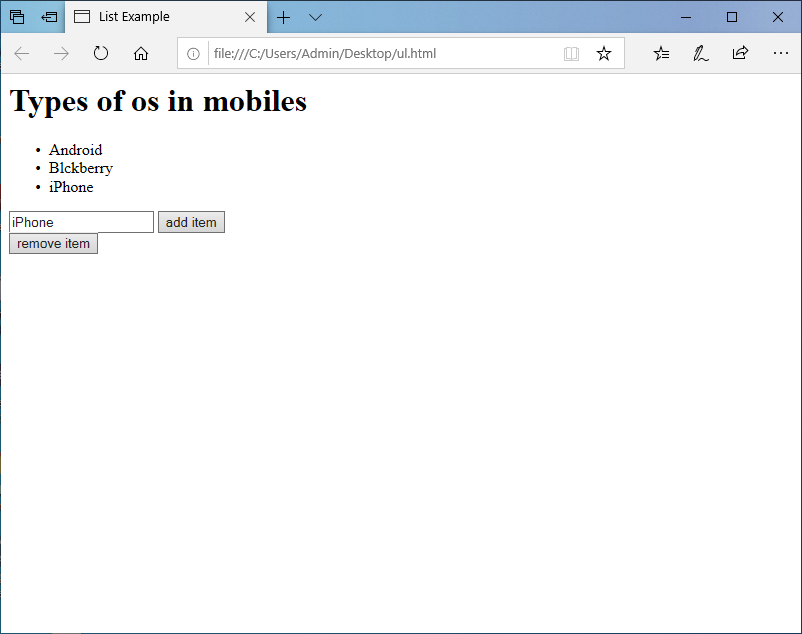 List Example
file:///C:/Users/Admin/Desktop/ul.html
Types of os in mobiles
• Android
• Blckberry
• iPhone
iPhone add item
remove item